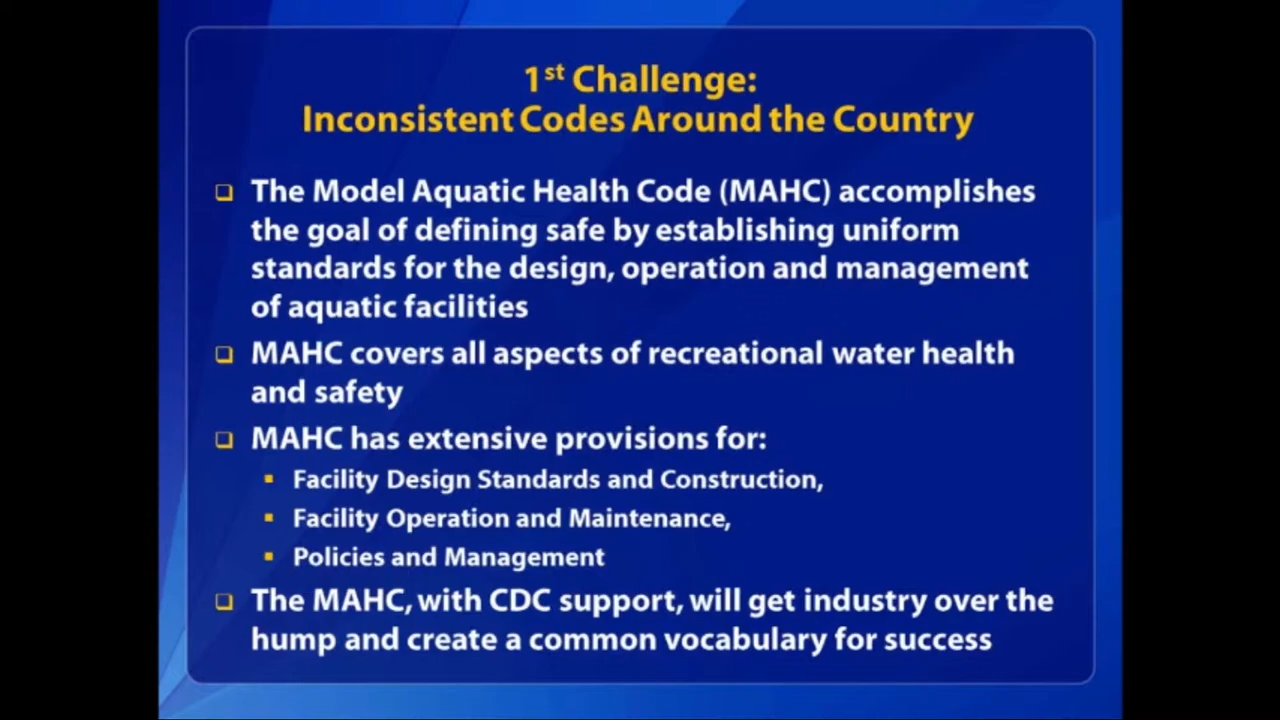 1st Challenge:
Inconsistent Codes Around the Country
❑ The Model Aquatic Health Code (MAHC) accomplishes
the goal of defining safe by establishing uniform
standards for the design, operation and management
of aquatic facilities
❑ MAHC covers all aspects of recreational water health
and safety
❑ MAHC has extensive provisions for:
▪ Facility Design Standards and Construction,
▪ Facility Operation and Maintenance,
▪ Policies and Management
❑ The MAHC, with CDC support, will get industry over the
hump and create a common vocabulary for success